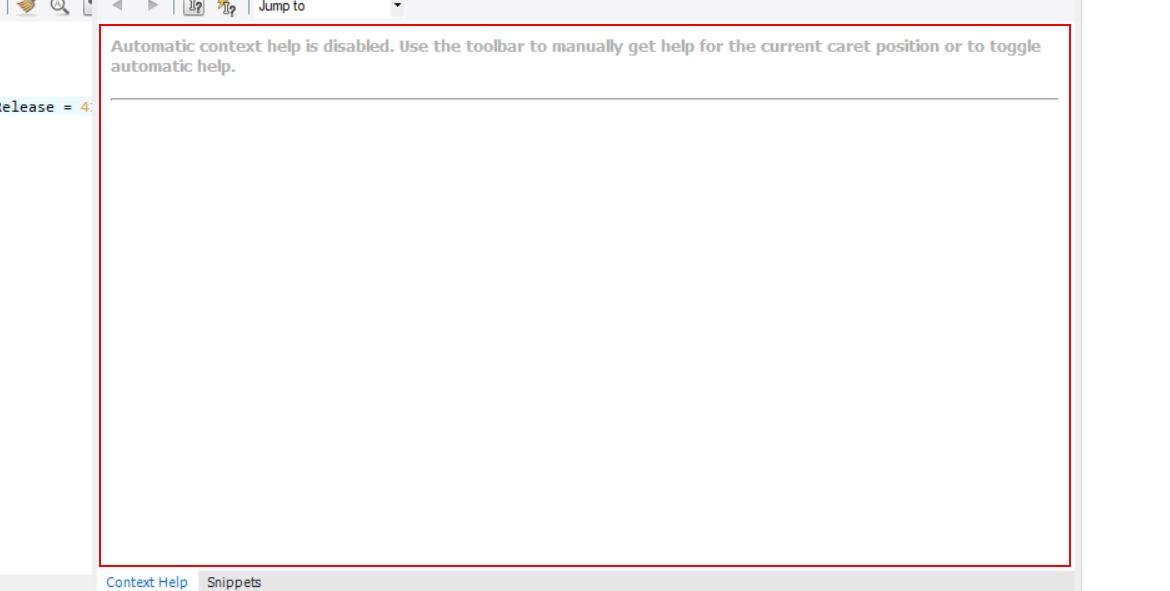 Jump to
Automatic context help is disabled. Use the toolbar to manually get help for the current caret position or to toggle
automatic help.
elease = 4
Context Help Snippets